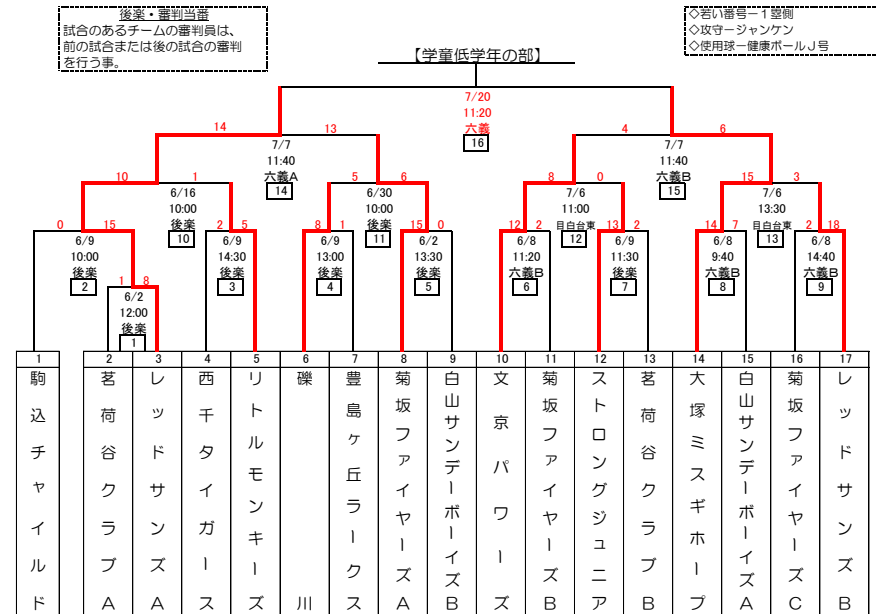 後楽・審判当番
試合のあるチームの審判員は、
前の試合または後の試合の審判
を行う事。
◇若い番号－１塁側
◇攻守－ジャンケン
◇使用球－健康ボールＪ号
【学童低学年の部】
7/20
11:20
六義
16
14 13
7/7
11:40
六義A
14
4 6
7/7
11:40
六義B
15
10 1
6/16
10:00
後楽
10
5 6
6/30
10:00
後楽
11
8 0
7/6
11:00
目白台東
12
15 3
7/6
13:30
目白台東
13
0 15
6/9
10:00
後楽
2
2 5
6/9
14:30
後楽
3
8 1
6/9
13:00
後楽
4
15 0
6/2
13:30
後楽
5
12 2
6/8
11:20
六義B
6
13 2
6/9
11:30
後楽
7
14 7
6/8
9:40
六義B
8
2 18
6/8
14:40
六義B
9
1 8
6/2
12:00
後楽
1
1 駒込チャイルド
2 茗荷谷クラブA
3 レッドサンズA
4 西千タイガース
5 リトルモンキーズ
6 礫川
7 豊島ヶ丘ラークス
8 菊坂ファイヤーズA
9 白山サンデーボーイズB
10 文京パワーズ
11 菊坂ファイヤーズB
12 ストロングジュニア
13 茗荷谷クラブB
14 大塚ミスギホープ
15 白山サンデーボーイズA
16 菊坂ファイヤーズC
17 レッドサンズB